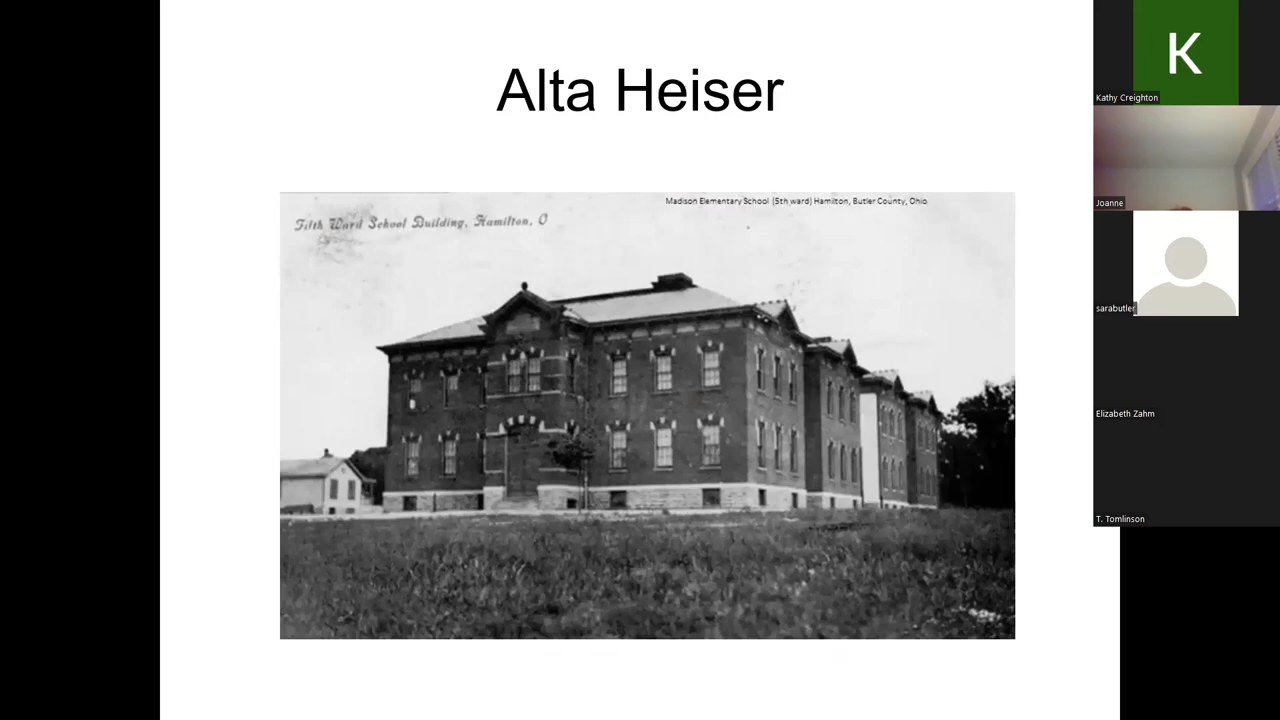 Alta Heiser
Madison Elementary School (5th ward) Hamilton, Butler County, Ohio
Fifth Ward School Building, Hamilton, O
K
Kathy Creighton
Joanne
sarabutler
Elizabeth Zahm
T. Tomlinson